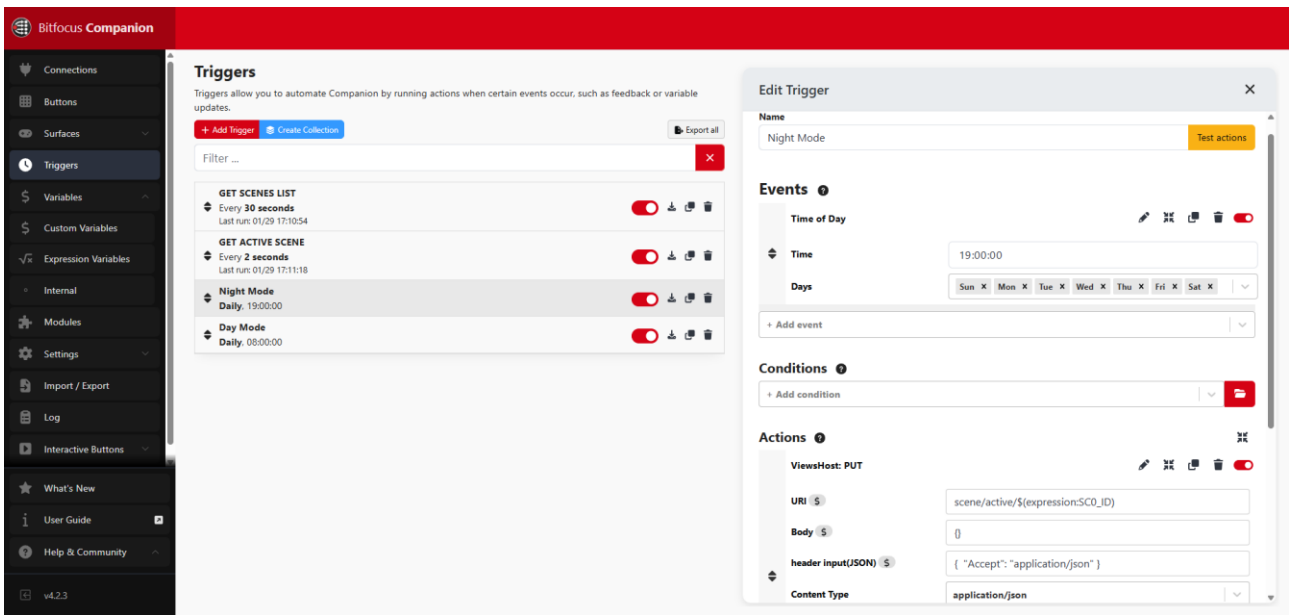 Bitfocus Companion
Connections
Buttons
Surfaces
Triggers
Variables
Custom Variables
Expression Variables
Internal
Modules
Settings
Import / Export
Log
Interactive Buttons
What's New
User Guide
Help & Community
v4.2.3
Triggers
Triggers allow you to automate Companion by running actions when certain events occur, such as feedback or variable
updates.
+ Add Trigger Create Collection Export all
Filter ...
GET SCENES LIST
Every 30 seconds
Last run: 01/29 17:10:54
GET ACTIVE SCENE
Every 2 seconds
Last run: 01/29 17:11:18
Night Mode
Daily, 19:00:00
Day Mode
Daily, 08:00:00
Edit Trigger
Name
Night Mode Test actions
Events
Time of Day
Time 19:00:00
Days Sun x Mon x Tue x Wed x Thu x Fri x Sat x
+ Add event
Conditions
+ Add condition
Actions
ViewsHost: PUT
URI $ scene/active/$(expression:SC0_ID)
Body $ {}
header input(JSON) $ { "Accept": "application/json" }
Content Type application/json